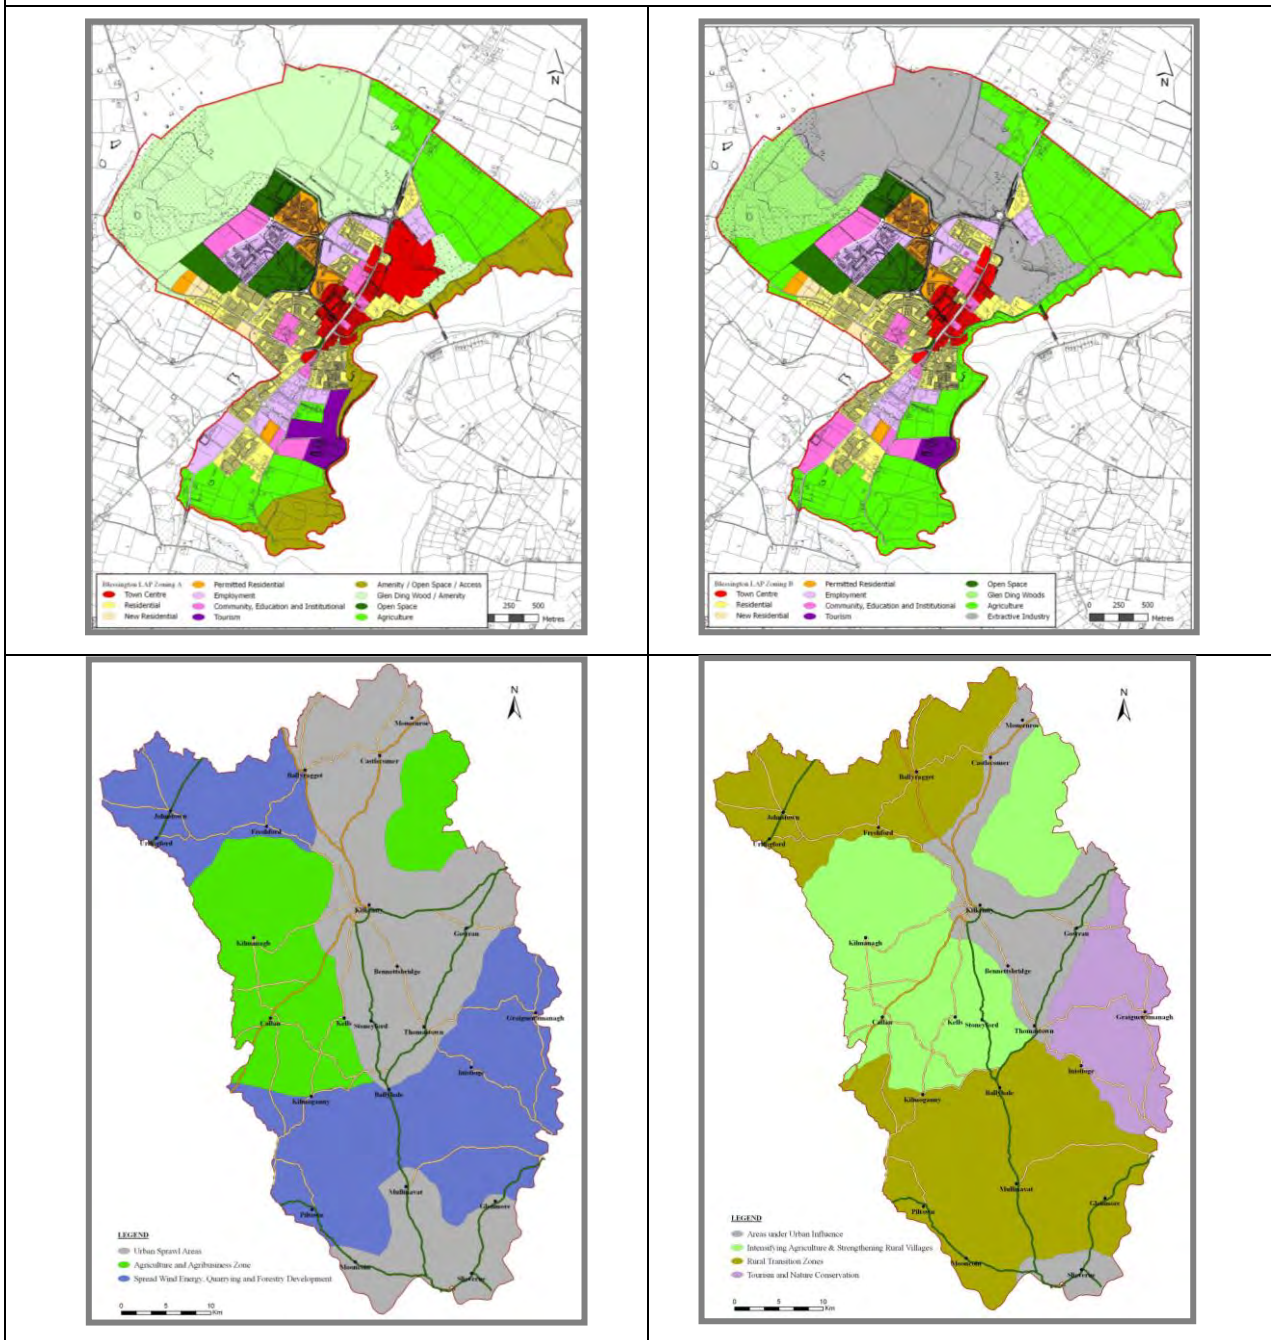 N
Blessington LAP Zoning A
Town Centre
Residential
New Residential
Permitted Residential
Employment
Community, Education and Institutional
Tourism
Amenity / Open Space / Access
Glen Ding Wood / Amenity
Open Space
Agriculture
250 500
Metres
N
Blessington LAP Zoning B
Town Centre
Residential
New Residential
Permitted Residential
Employment
Community, Education and Institutional
Tourism
Open Space
Glen Ding Woods
Agriculture
Extractive Industry
0 250 500
Metres
N
Castlecomer
Ballyragget
Johnstown
Freshford
Urlingford
Kilkenny
Gowran
Kilmanagh
Bennettsbridge
Callan
Kells
Stoneyford
Thomastown
Graiguenamanagh
Inistioge
Ballyhale
Kilmoganny
Mullinavat
Glenmore
Piltown
Mooncoin
Slieverue
LEGEND
Urban Sprawl Areas
Agriculture and Agribusiness Zone
Spread Wind Energy, Quarrying and Forestry Development
0 5 10
Km
N
Castlecomer
Ballyragget
Johnstown
Freshford
Urlingford
Kilkenny
Gowran
Kilmanagh
Bennettsbridge
Callan
Kells
Stoneyford
Thomastown
Graiguenamanagh
Inistioge
Ballyhale
Kilmoganny
Mullinavat
Glenmore
Piltown
Mooncoin
Slieverue
LEGEND
Areas under Urban Influence
Intensifying Agriculture & Strengthening Rural Villages
Rural Transition Zones
Tourism and Nature Conservation
0 5 10
Km